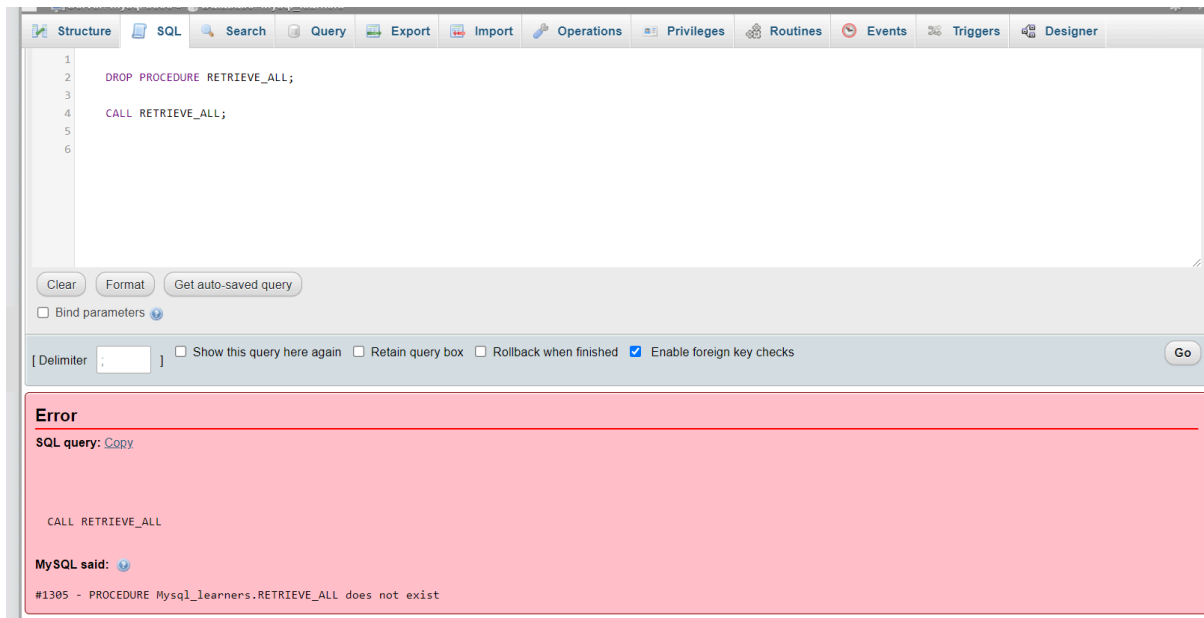 Structure SQL Search Query Export Import Operations Privileges Routines Events Triggers Designer
1
2 DROP PROCEDURE RETRIEVE_ALL;
3
4 CALL RETRIEVE_ALL;
5
6
Clear Format Get auto-saved query
Bind parameters
[ Delimiter ; ] Show this query here again Retain query box Rollback when finished Enable foreign key checks Go
Error
SQL query: Copy
CALL RETRIEVE_ALL
MySQL said:
#1305 - PROCEDURE Mysql_learners.RETRIEVE_ALL does not exist